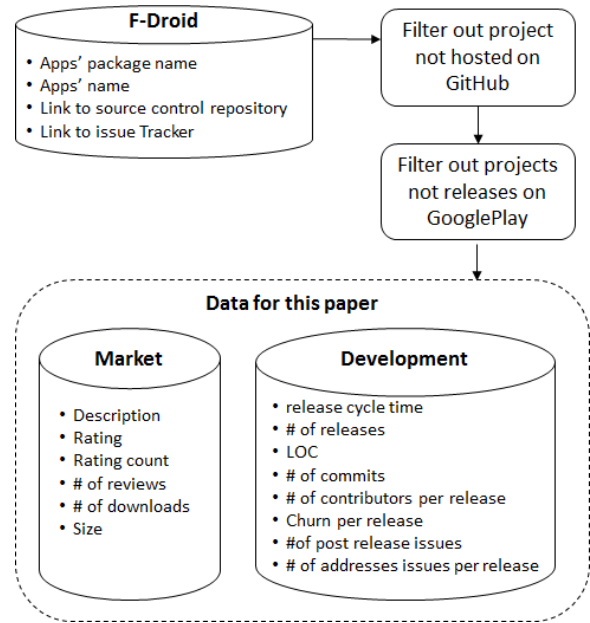 F-Droid
• Apps' package name
• Apps' name
• Link to source control repository
• Link to issue Tracker
Filter out project
not hosted on
GitHub
Filter out projects
not releases on
GooglePlay
Data for this paper
Market
• Description
• Rating
• Rating count
• # of reviews
• # of downloads
• Size
Development
• release cycle time
• # of releases
• LOC
• # of commits
• # of contributors per release
• Churn per release
• #of post release issues
• # of addresses issues per release